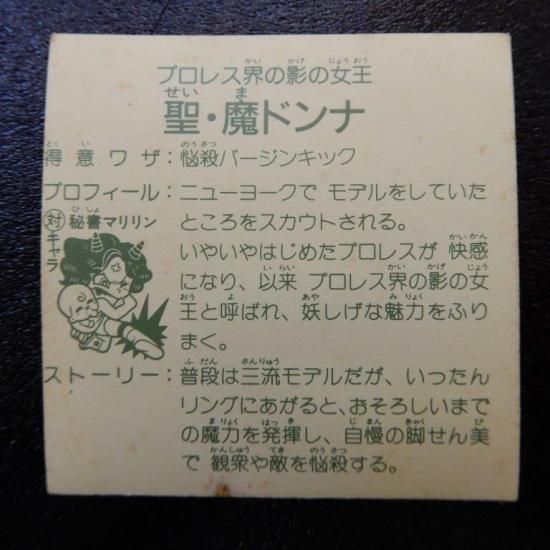 プロレス界の影の女王
聖・魔ドンナ
得意ワザ：悩殺バージンキック
プロフィール：ニューヨークで モデルをしていた
ところをスカウトされる。
いやいやはじめたプロレスが 快感
になり、以来 プロレス界の影の女
王と呼ばれ、妖しげな魅力をふり
まく。
対キャラ
秘書マリリン
ストーリー：普段は三流モデルだが、いったん
リングにあがると、おそろしいまで
の魔力を発揮し、自慢の脚せん美
で 観衆や敵を悩殺する。